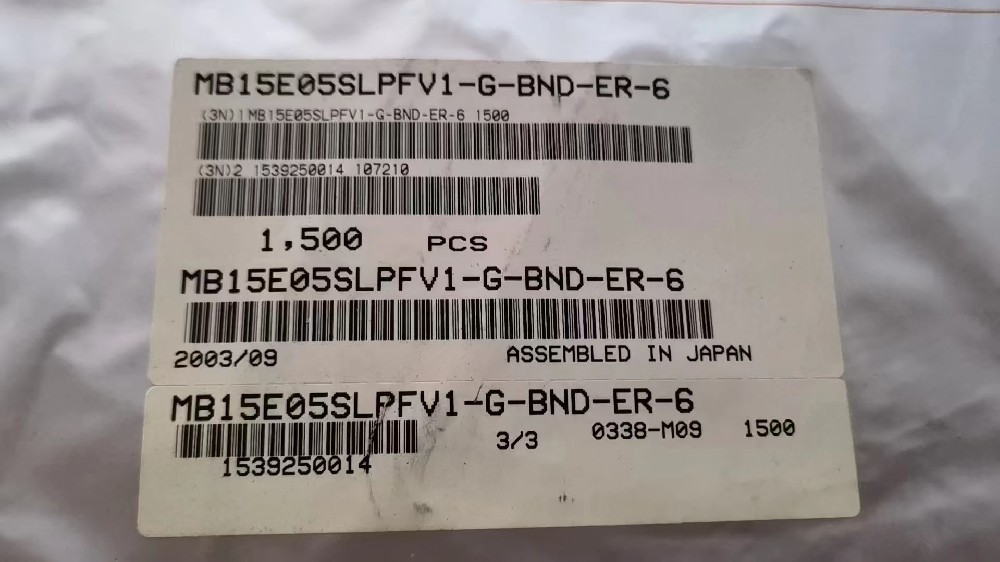 MB15E05SLPFV1-G-BND-ER-6
(3N)1 MB15E05SLPFV1-G-BND-ER-6 1500
(3N)2 1539250014 107210
1,500 PCS
MB15E05SLPFV1-G-BND-ER-6
2003/09 ASSEMBLED IN JAPAN
MB15E05SLPFV1-G-BND-ER-6
3/3 0338-M09 1500
1539250014